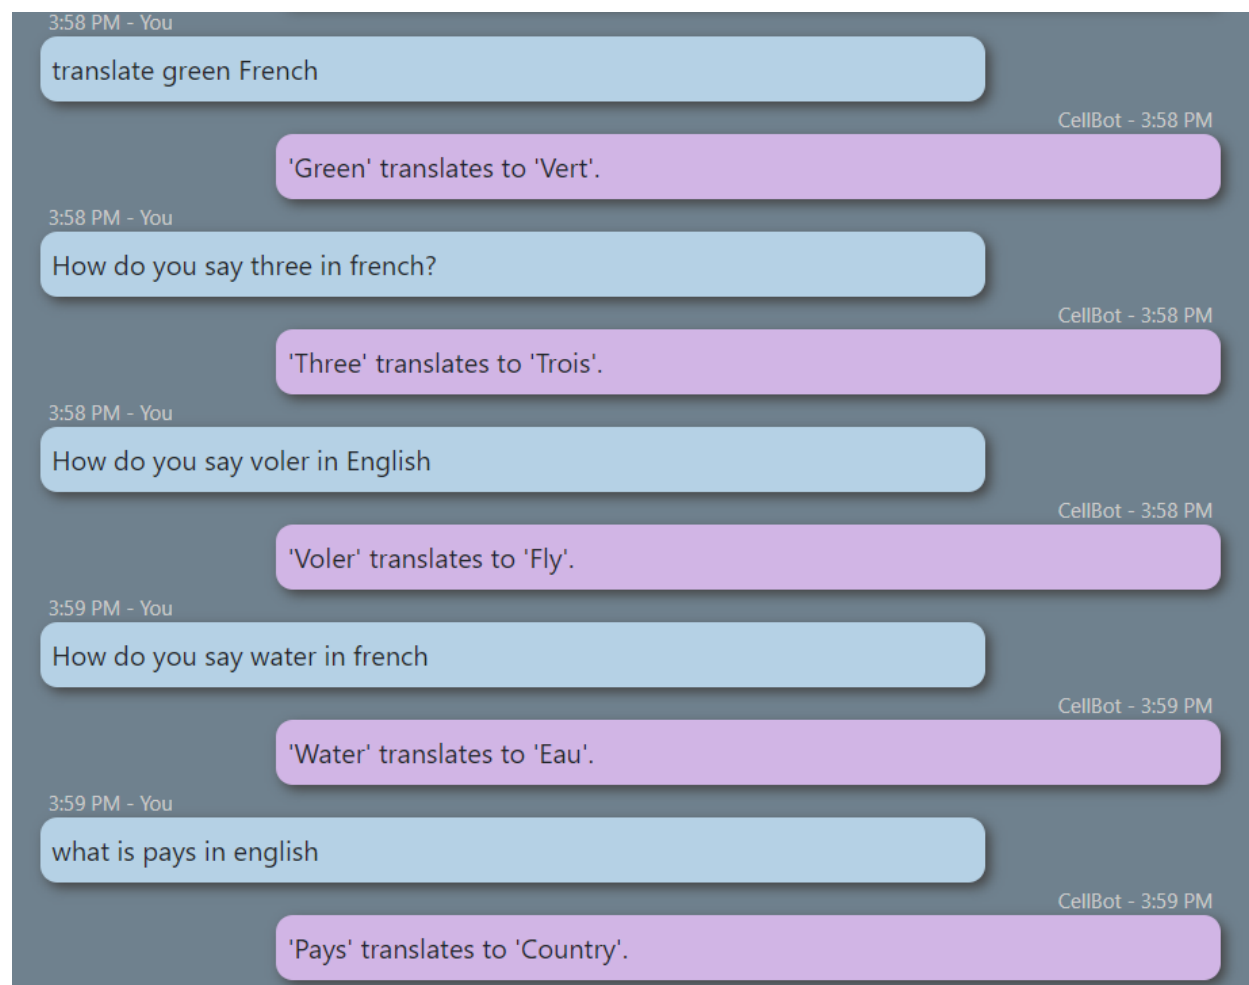 3:58 PM - You
translate green French
CellBot - 3:58 PM
'Green' translates to 'Vert'.
3:58 PM - You
How do you say three in french?
CellBot - 3:58 PM
'Three' translates to 'Trois'.
3:58 PM - You
How do you say voler in English
CellBot - 3:58 PM
'Voler' translates to 'Fly'.
3:59 PM - You
How do you say water in french
CellBot - 3:59 PM
'Water' translates to 'Eau'.
3:59 PM - You
what is pays in english
CellBot - 3:59 PM
'Pays' translates to 'Country'.